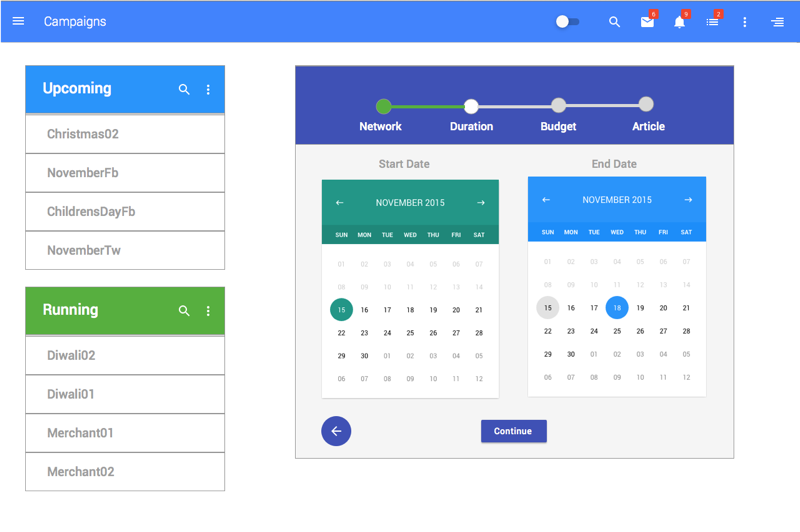 Campaigns
6
9
2
Upcoming
Christmas02
NovemberFb
ChildrensDayFb
NovemberTw
Running
Diwali02
Diwali01
Merchant01
Merchant02
Network Duration Budget Article
Start Date
NOVEMBER 2015
SUN MON TUE WED THU FRI SAT
01 02 03 04 05 06 07
08 09 10 11 12 13 14
15 16 17 18 19 20 21
22 23 24 25 26 27 28
29 30 01 02 03 04 05
06 07 08 09 10 11 12
End Date
NOVEMBER 2015
SUN MON TUE WED THU FRI SAT
01 02 03 04 05 06 07
08 09 10 11 12 13 14
15 16 17 18 19 20 21
22 23 24 25 26 27 28
29 30 01 02 03 04 05
06 07 08 09 10 11 12
Continue